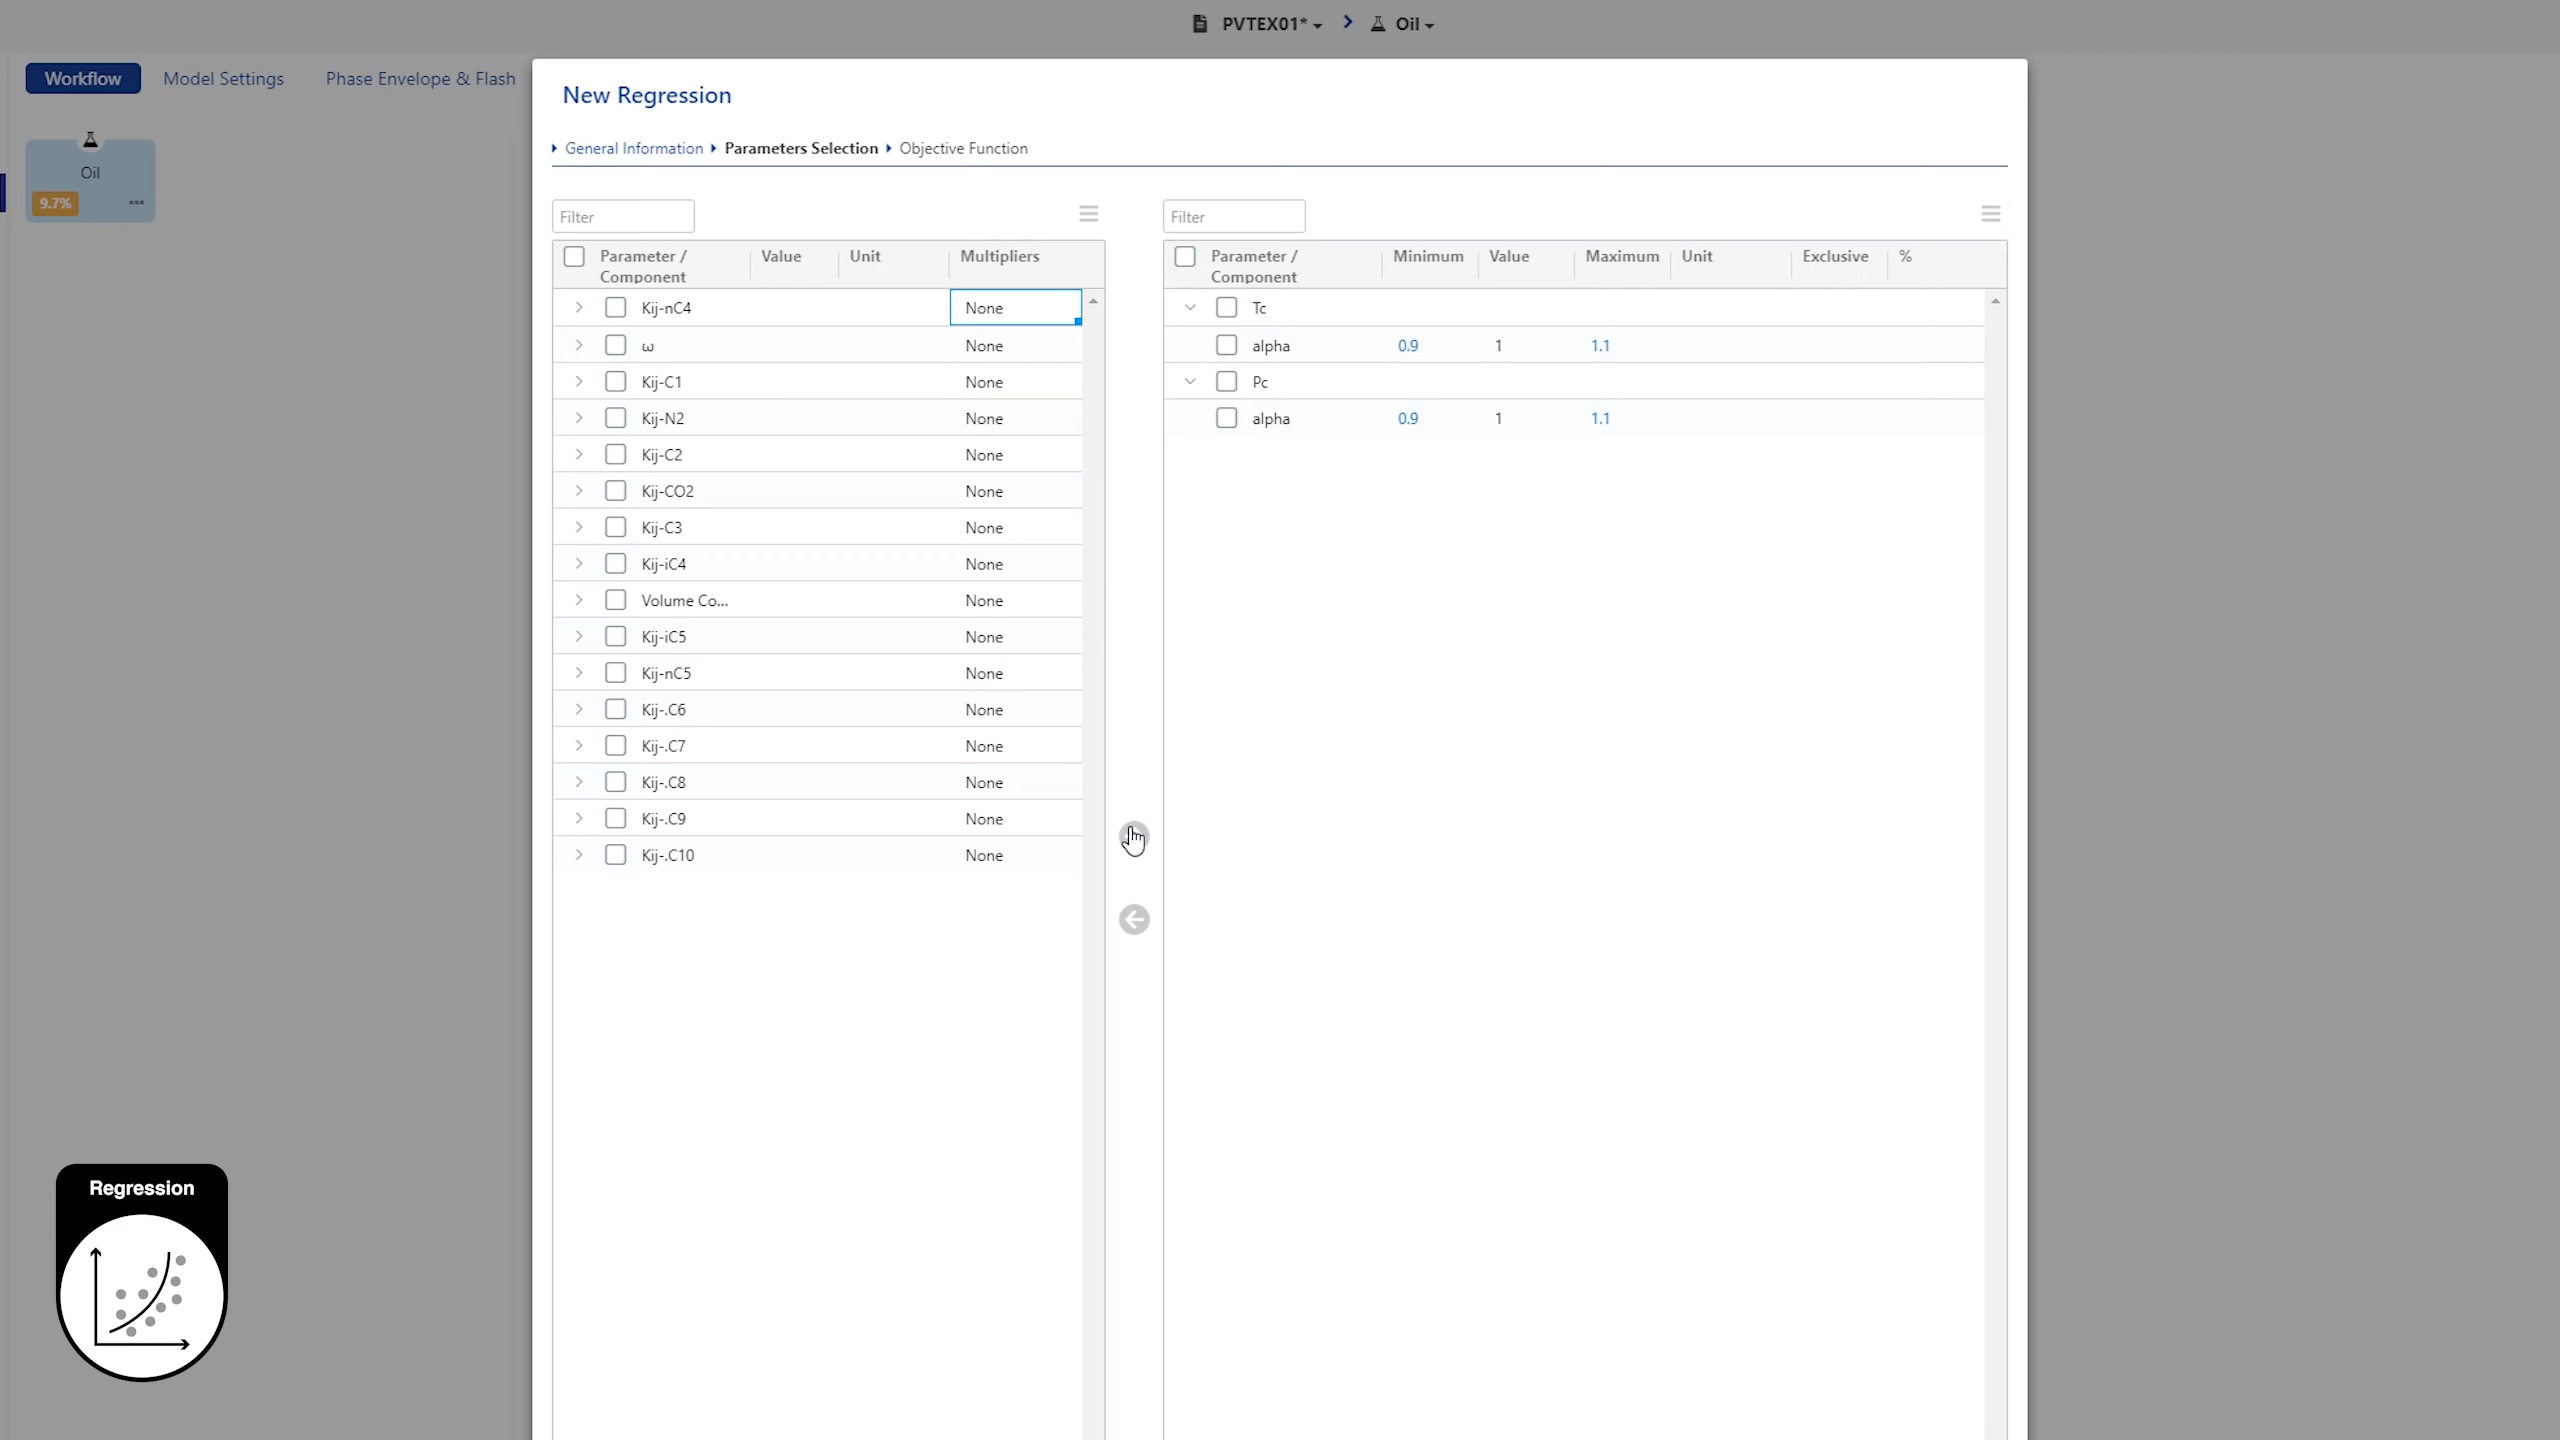 PVTEX01* Oil
Workflow Model Settings Phase Envelope & Flash
Oil
9.7% ...
New Regression
General Information Parameters Selection Objective Function
Filter
Parameter / Component Value Unit Multipliers
Kij-nC4 None
ω None
Kij-C1 None
Kij-N2 None
Kij-C2 None
Kij-CO2 None
Kij-C3 None
Kij-iC4 None
Volume Co... None
Kij-iC5 None
Kij-nC5 None
Kij-.C6 None
Kij-.C7 None
Kij-.C8 None
Kij-.C9 None
Kij-.C10 None
Filter
Parameter / Component Minimum Value Maximum Unit Exclusive %
Tc
alpha 0.9 1 1.1
Pc
alpha 0.9 1 1.1
Regression